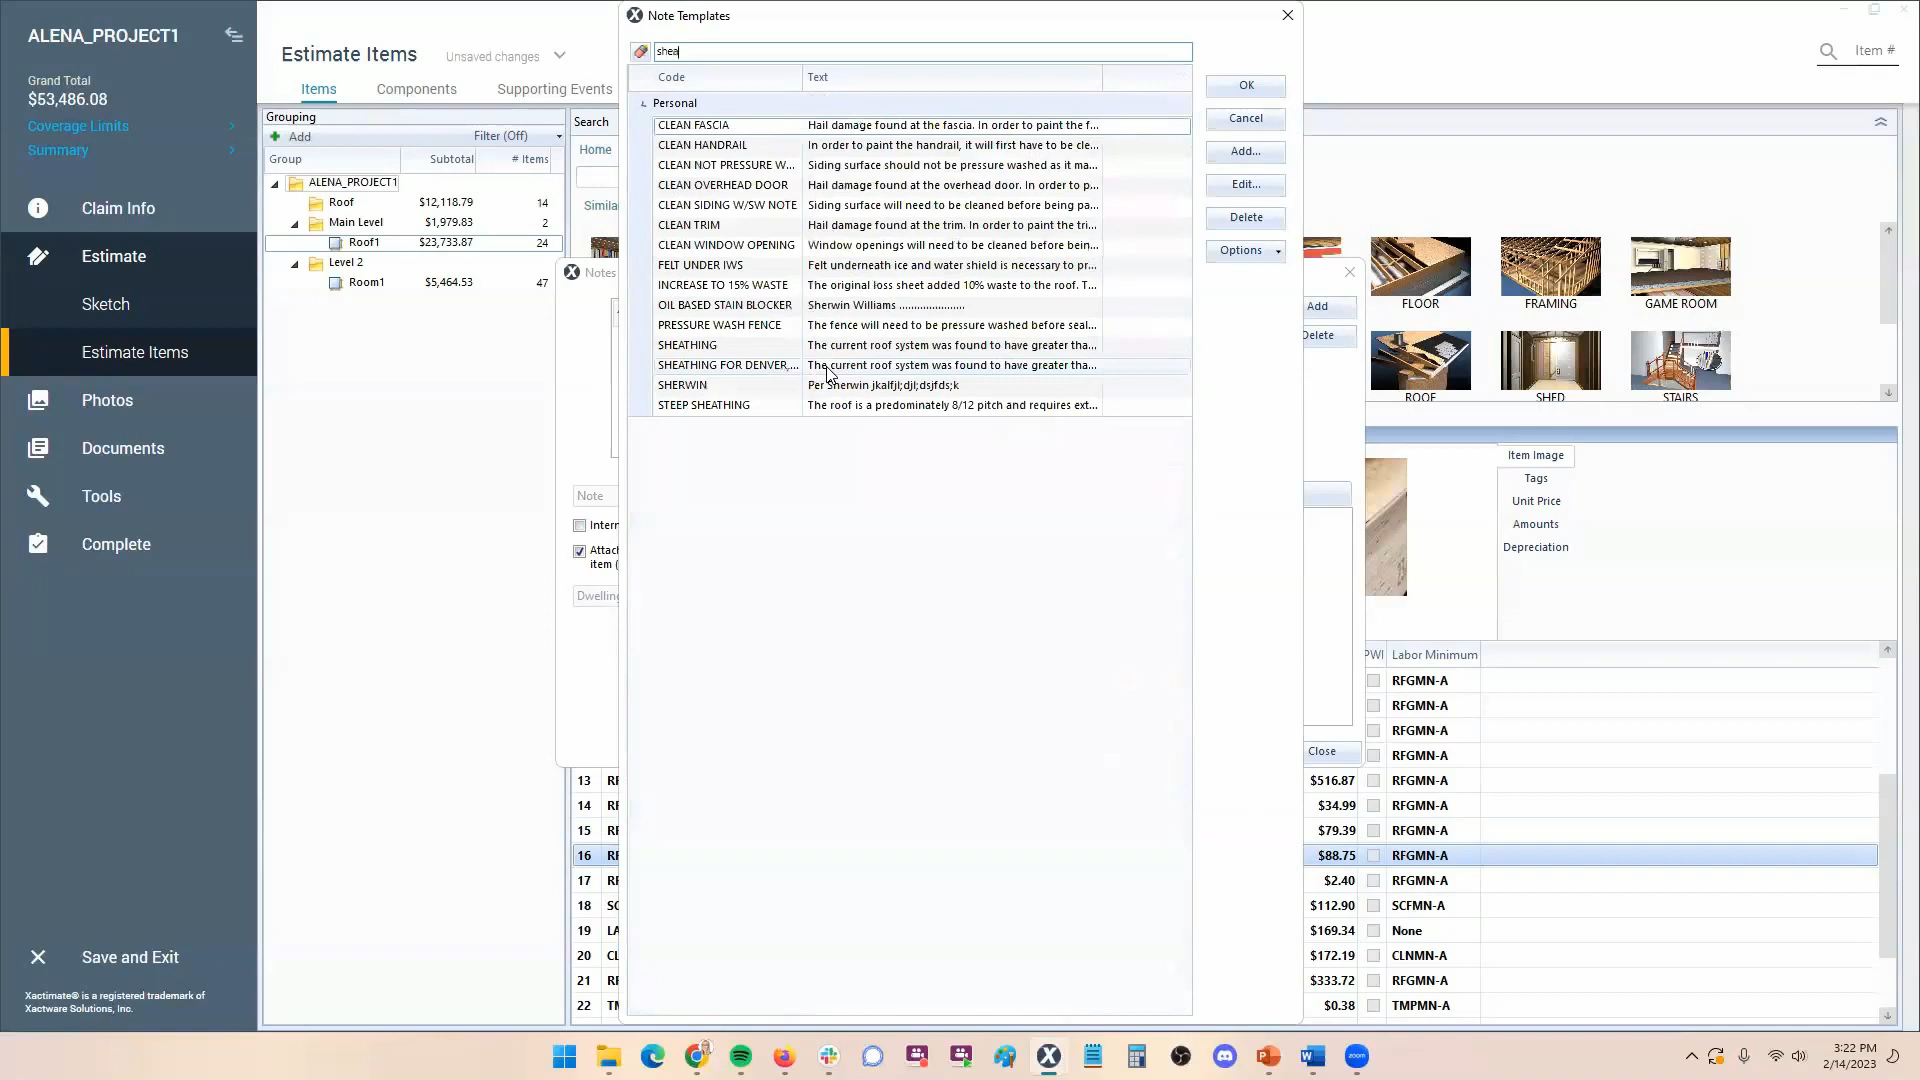 ALENA_PROJECT1
Grand Total
$53,486.08
Coverage Limits
Summary
Claim Info
Estimate
Sketch
Estimate Items
Photos
Documents
Tools
Complete
Save and Exit
Xactimate® is a registered trademark of
Xactware Solutions, Inc.
Estimate Items Unsaved changes
Items Components Supporting Events
Item #
Grouping
Add Filter (Off)
Group Subtotal # Items
ALENA_PROJECT1
Roof $12,118.79 14
Main Level $1,979.83 2
Roof1 $23,733.87 24
Level 2
Room1 $5,464.53 47
Search
Home
Similar
Notes
Note
Item (
Dwelling
Note Templates
shea
Code Text
Personal
CLEAN FASCIA Hail damage found at the fascia. In order to paint the f...
CLEAN HANDRAIL In order to paint the handrail, it will first have to be cle...
CLEAN NOT PRESSURE W... Siding surface should not be pressure washed as it ma...
CLEAN OVERHEAD DOOR Hail damage found at the overhead door. In order to p...
CLEAN SIDING W/SW NOTE Siding surface will need to be cleaned before being pa...
CLEAN TRIM Hail damage found at the trim. In order to paint the tri...
CLEAN WINDOW OPENING Window openings will need to be cleaned before bein...
FELT UNDER IWS Felt underneath ice and water shield is necessary to pr...
INCREASE TO 15% WASTE The original loss sheet added 10% waste to the roof. T...
OIL BASED STAIN BLOCKER Sherwin Williams ......................
PRESSURE WASH FENCE The fence will need to be pressure washed before seal...
SHEATHING The current roof system was found to have greater tha...
SHEATHING FOR DENVER,... The current roof system was found to have greater tha...
SHERWIN Per Sherwin jkalfjl;djl;dsjfds;k
STEEP SHEATHING The roof is a predominately 8/12 pitch and requires ext...
OK
Cancel
Add...
Edit...
Delete
Options
Add
Delete
Close
FLOOR FRAMING GAME ROOM
ROOF SHED STAIRS
Item Image
Tags
Unit Price
Amounts
Depreciation
PWI Labor Minimum
RFGMN-A
RFGMN-A
RFGMN-A
RFGMN-A
13 RF $516.87 RFGMN-A
14 RF $34.99 RFGMN-A
15 RF $79.39 RFGMN-A
16 RF $88.75 RFGMN-A
17 RF $2.40 RFGMN-A
18 SC $112.90 SCFMN-A
19 LA $169.34 None
20 CL $172.19 CLNMN-A
21 RF $333.72 RFGMN-A
22 TM $0.38 TMPMN-A
zoom
3:22 PM
2/14/2023